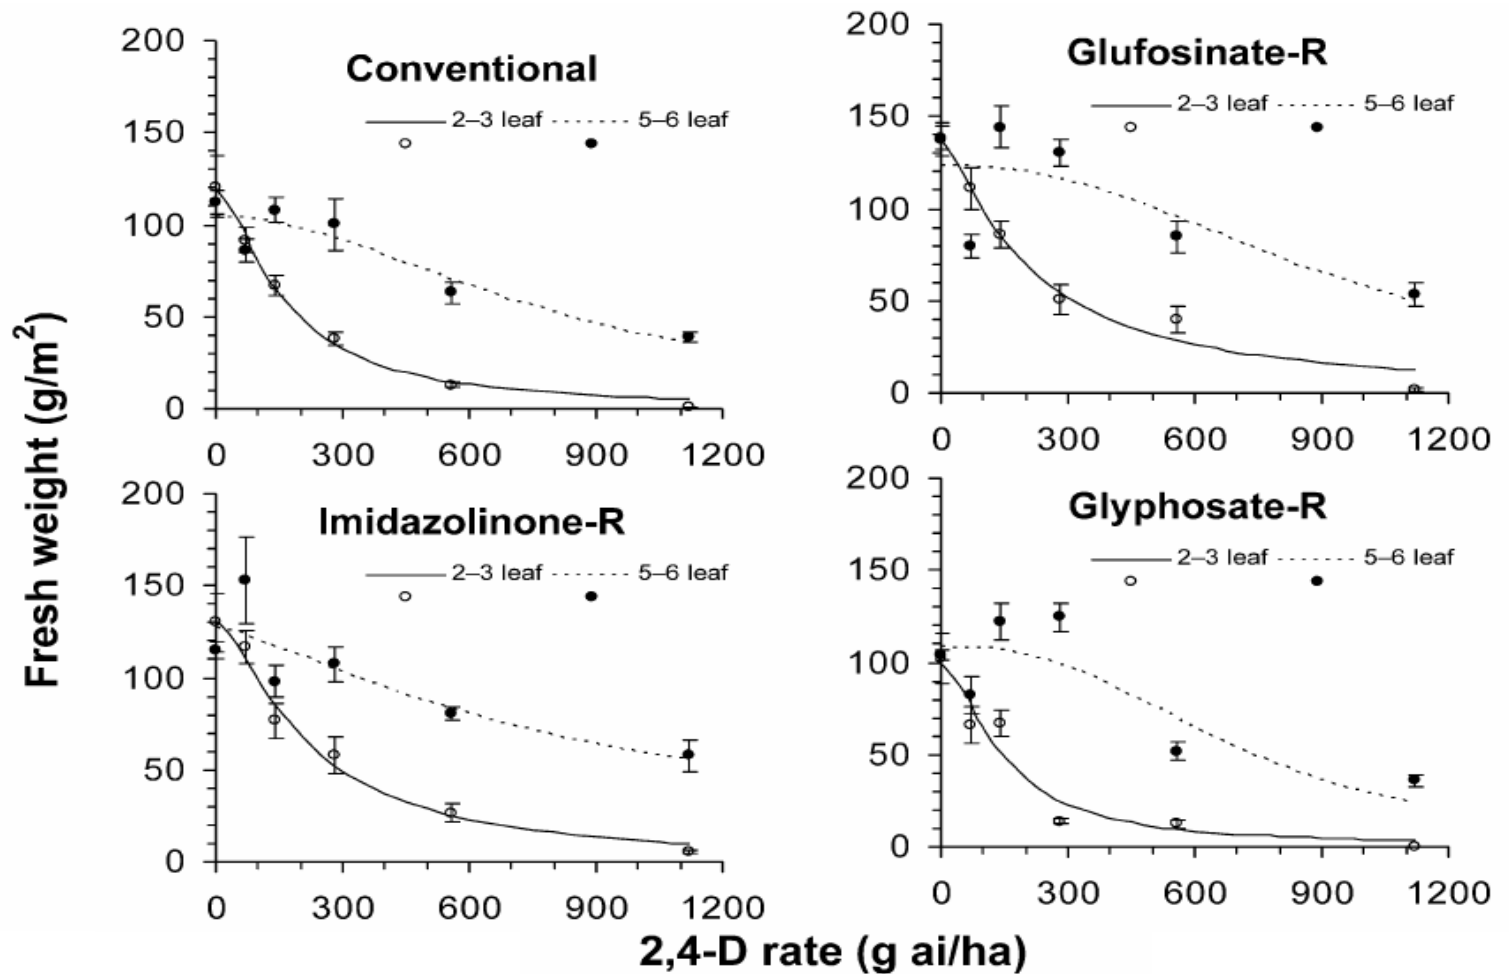 Fresh weight (g/m2)
200
150
100
50
0
Conventional
2–3 leaf
5–6 leaf
0 300 600 900 1200
200
150
100
50
0
Glufosinate-R
2–3 leaf
5–6 leaf
0 300 600 900 1200
200
150
100
50
0
Imidazolinone-R
2–3 leaf
5–6 leaf
0 300 600 900 1200
200
150
100
50
0
Glyphosate-R
2–3 leaf
5–6 leaf
0 300 600 900 1200
2,4-D rate (g ai/ha)